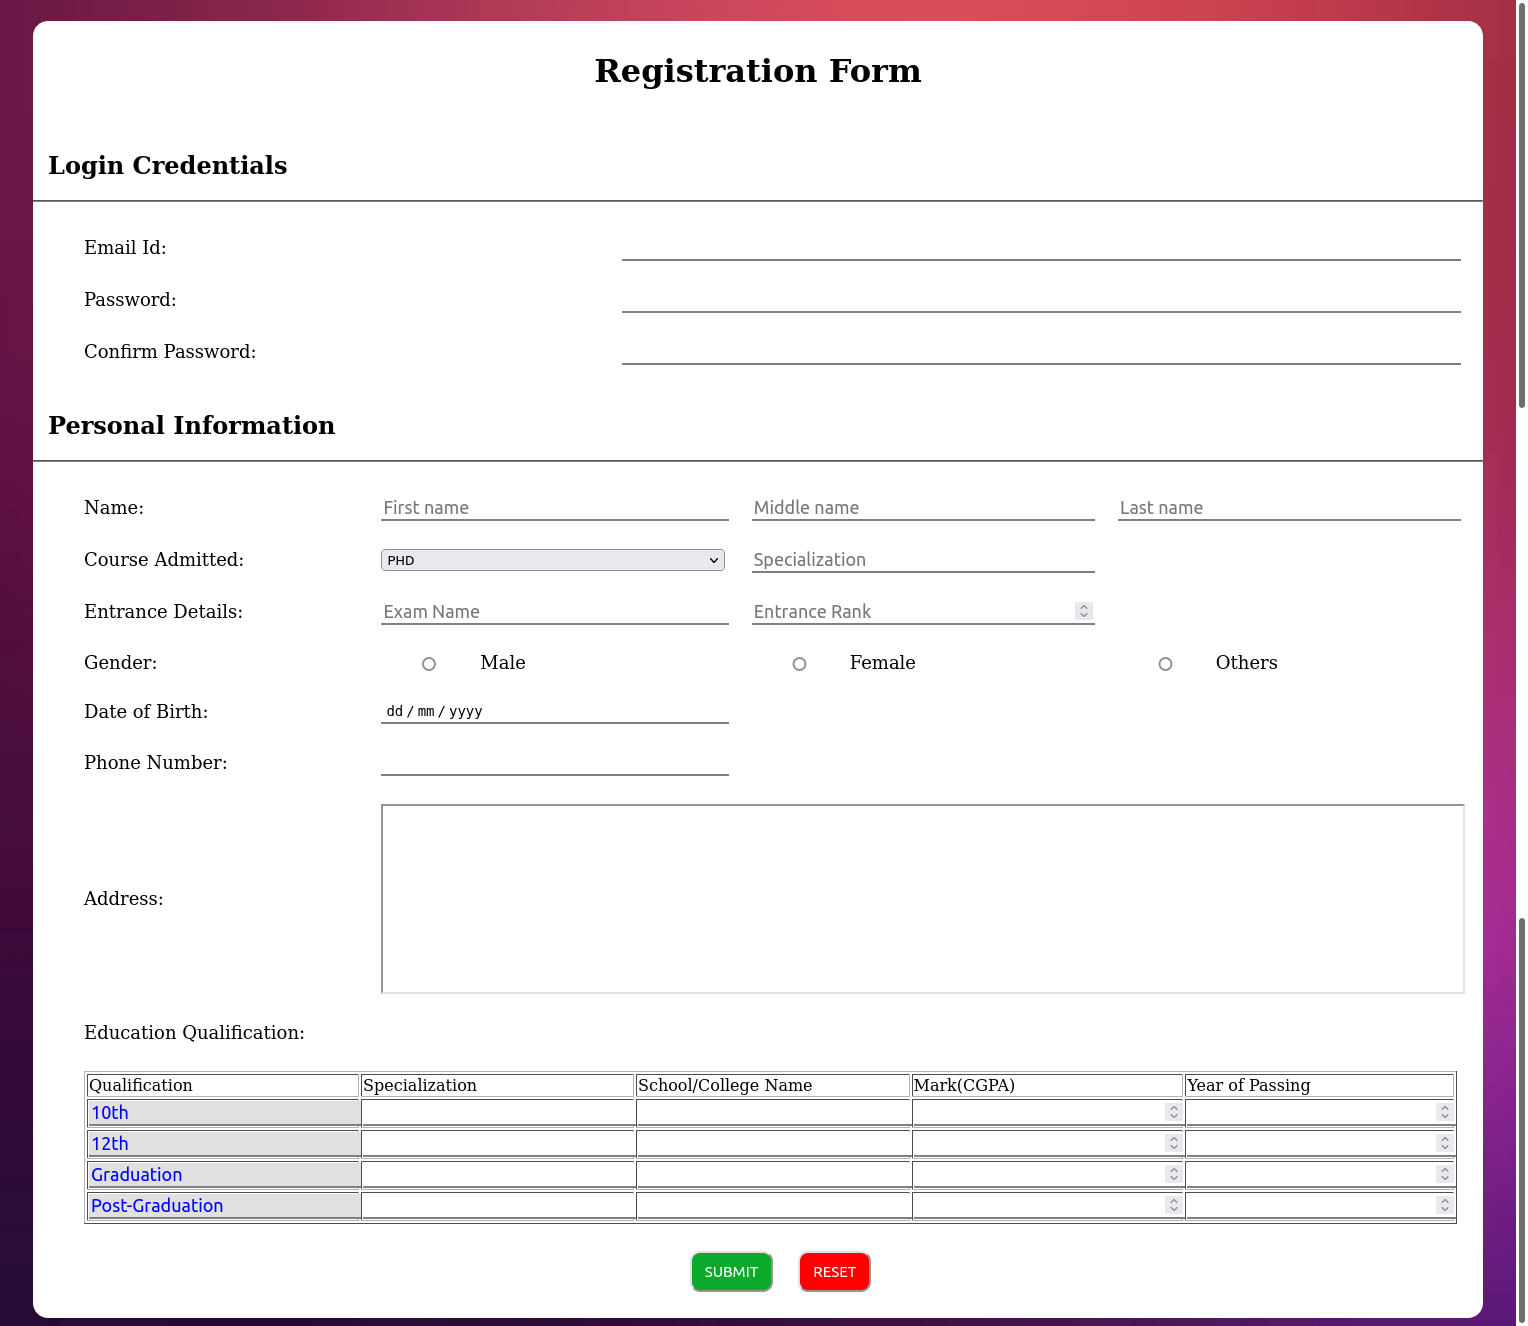 Registration Form
Login Credentials
Email Id:
Password:
Confirm Password:
Personal Information
Name: First name Middle name Last name
Course Admitted: PHD Specialization
Entrance Details: Exam Name Entrance Rank
Gender: Male Female Others
Date of Birth: dd / mm / yyyy
Phone Number:
Address:
Education Qualification:
Qualification Specialization School/College Name Mark(CGPA) Year of Passing
10th
12th
Graduation
Post-Graduation
SUBMIT RESET